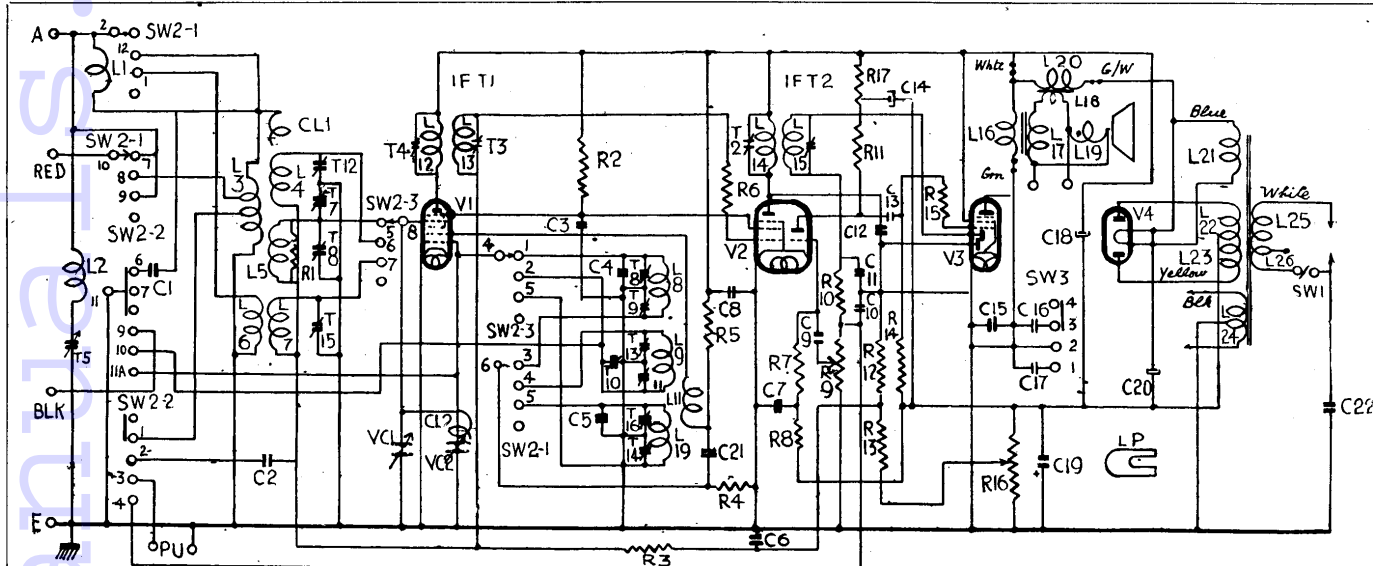 A
2
SW2-1
12
L1
1
IFT1
IFT2
R17
C14
White
L20
G/W
L18
L16
L17
L19
Grn
Blue
L21
White
L22
L25
L23
L26
Yellow
Blk
L24
SW1
SW2-1
RED
10
7
8
9
CL1
T12
L3
L4
T7
T8
R1
L5
L6
L7
T15
SW2-3
5
6
7
8
V1
T4
L12
L13
T3
R2
C3
R6
T2
L14
L15
R11
R15
C13
C12
V2
V3
V4
C18
SW2-2
6
7
11
C1
9
10
11A
L2
T5
BLK
SW2-2
1
2
3
4
C2
E
PU
VC1
CL2
VC2
4
1
2
5
SW2-3
6
3
4
5
SW2-1
C4
T8
T9
L8
T13
10
L9
11
C5
T16
T14
L19
L11
C8
R5
C21
R4
R3
C6
C7
R7
R8
C9
R9
R10
C11
C10
R12
R13
R14
C15
SW3
C16
4
3
2
1
C17
C20
C22
R16
C19
LP